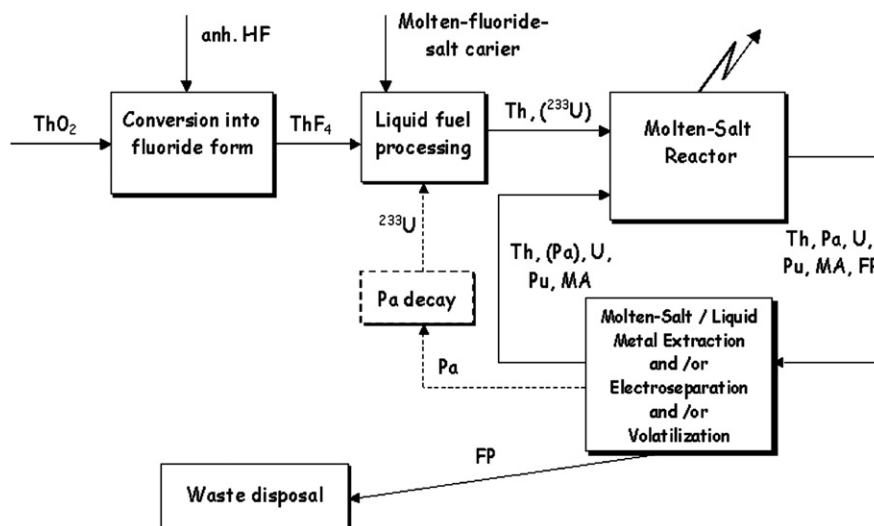 anh. HF
Molten-fluoride-
salt carier
ThO₂
Conversion into
fluoride form
ThF₄
Liquid fuel
processing
Th, (²³³U)
Molten-Salt
Reactor
²³³U
Th, (Pa), U,
Pu, MA
Th, Pa, U,
Pu, MA, FP
Pa decay
Pa
Molten-Salt / Liquid
Metal Extraction
and /or
Electroseparation
and /or
Volatilization
FP
Waste disposal